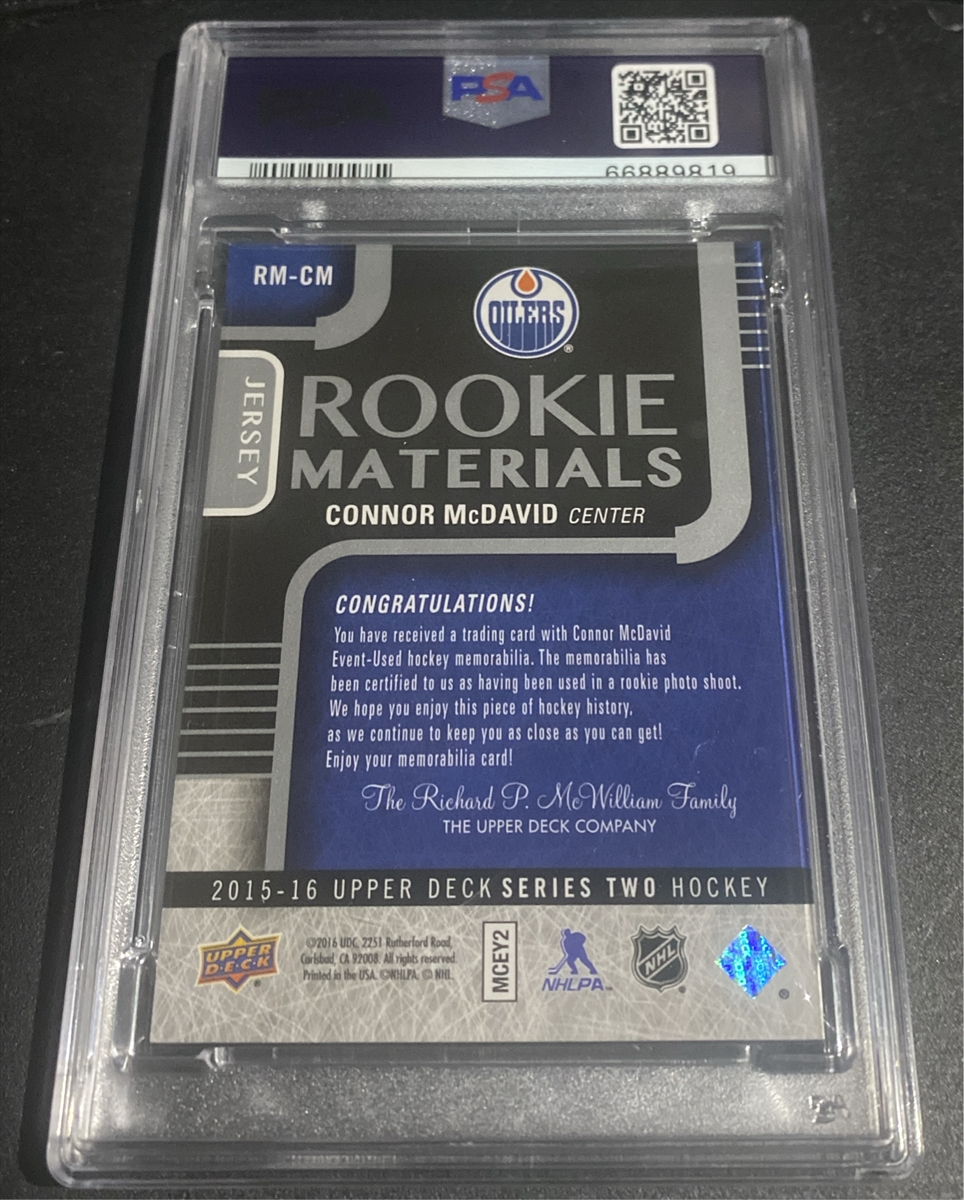 PSA
66889819
RM-CM
OILERS
JERSEY
ROOKIE
MATERIALS
CONNOR McDAVID CENTER
CONGRATULATIONS!
You have received a trading card with Connor McDavid
Event-Used hockey memorabilia. The memorabilia has
been certified to us as having been used in a rookie photo shoot.
We hope you enjoy this piece of hockey history,
as we continue to keep you as close as you can get!
Enjoy your memorabilia card!
The Richard P. McWilliam Family
THE UPPER DECK COMPANY
2015-16 UPPER DECK SERIES TWO HOCKEY
UPPER
D·E·C·K
©2016 UDC, 2251 Rutherford Road,
Carlsbad, CA 92008. All rights reserved.
Printed in the USA. ©NHLPA. © NHL.
MCEY2
NHLPA™
NHL
PSA